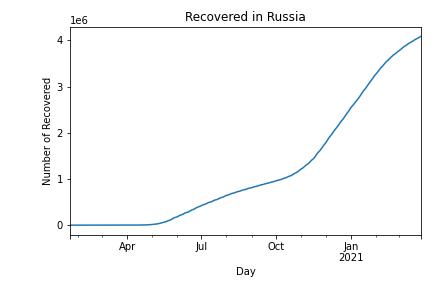 Recovered in Russia
1e6
4
3
2
1
0
Number of Recovered
Apr
Jul
Oct
Jan
2021
Day